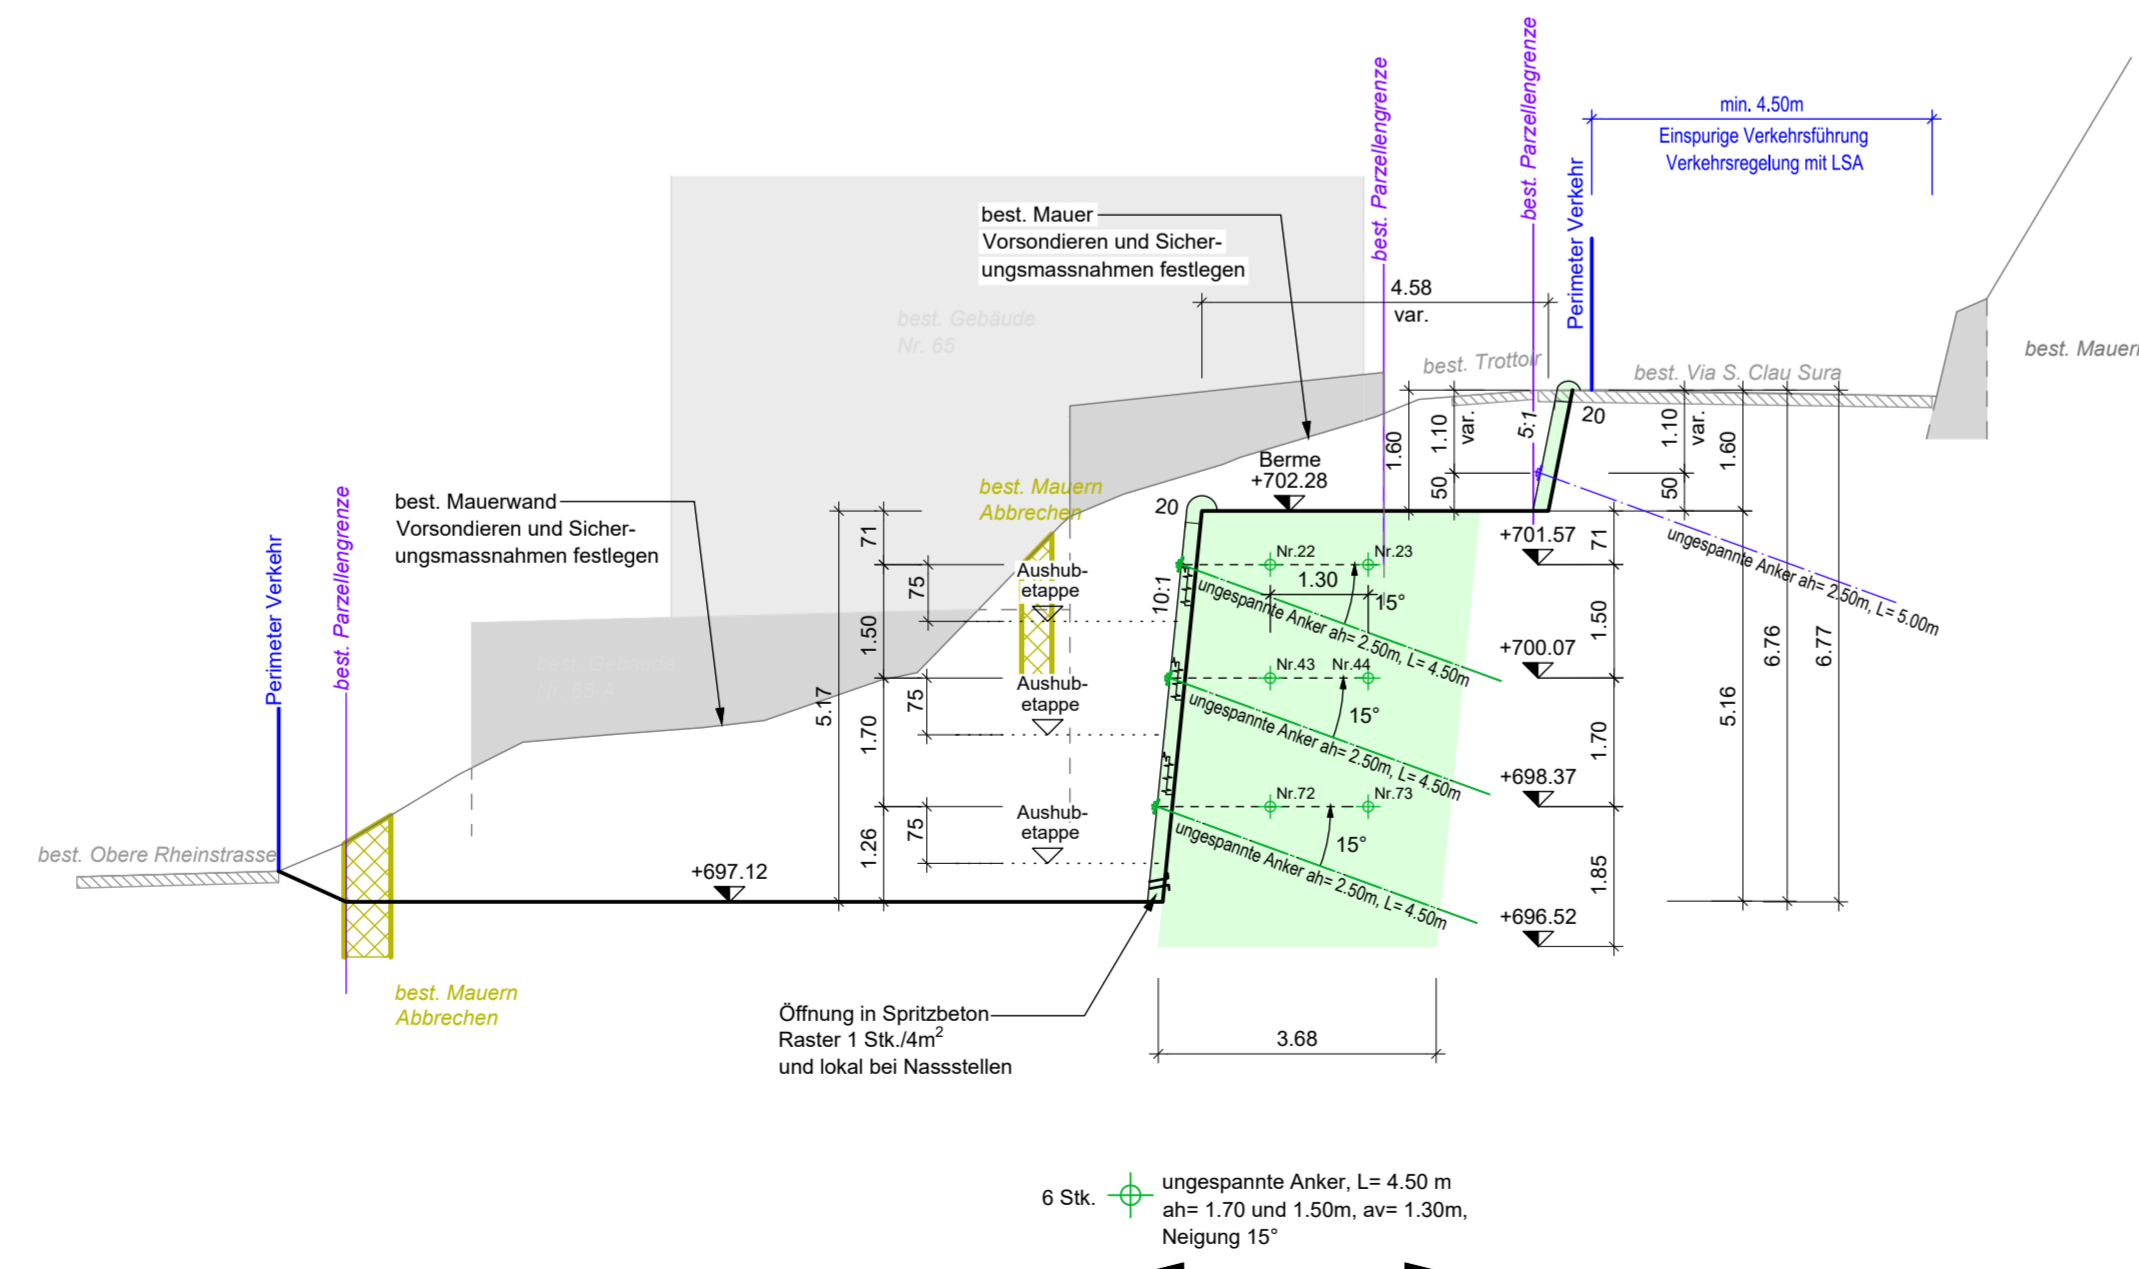 min. 4.50m
Einspurige Verkehrsführung
Verkehrsregelung mit LSA
best. Parzellengrenze
best. Parzellengrenze
Perimeter Verkehr
best. Mauer
Vorsondieren und Sicher-
ungsmassnahmen festlegen
4.58
var.
best. Gebäude
Nr. 65
best. Trottoir
best. Via S. Clau Sura
best. Mauern
5:1
20
1.60
1.10
var.
50
1.10
var.
50
1.60
Berme
+702.28
best. Mauern
Abbrechen
best. Mauerwand
Vorsondieren und Sicher-
ungsmassnahmen festlegen
Perimeter Verkehr
best. Parzellengrenze
20
71
75
1.50
5.17
75
1.70
75
1.26
Aushub-
etappe
Aushub-
etappe
Aushub-
etappe
10:1
Nr.22
Nr.23
1.30
15°
ungespannte Anker ah= 2.50m, L= 4.50m
Nr.43
Nr.44
15°
ungespannte Anker ah= 2.50m, L= 4.50m
Nr.72
Nr.73
15°
ungespannte Anker ah= 2.50m, L= 4.50m
ungespannte Anker ah= 2.50m, L= 5.00m
+701.57
71
1.50
+700.07
1.70
+698.37
1.85
+696.52
5.16
6.76
6.77
best. Gebäude
Nr. 65-A
best. Obere Rheinstrasse
+697.12
best. Mauern
Abbrechen
Öffnung in Spritzbeton
Raster 1 Stk./4m²
und lokal bei Nassstellen
3.68
6 Stk.
ungespannte Anker, L= 4.50 m
ah= 1.70 und 1.50m, av= 1.30m,
Neigung 15°